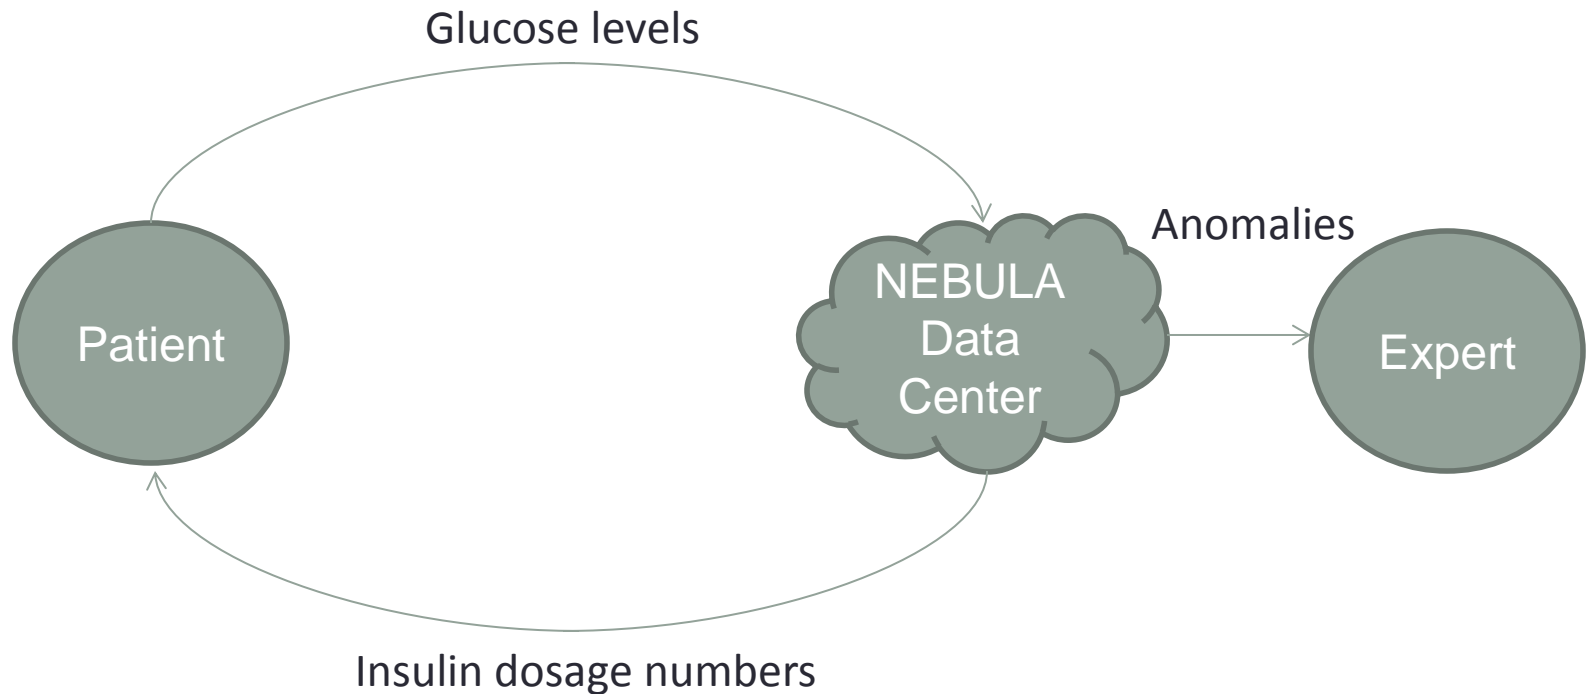 Glucose levels
Patient
NEBULA
Data
Center
Anomalies
Expert
Insulin dosage numbers